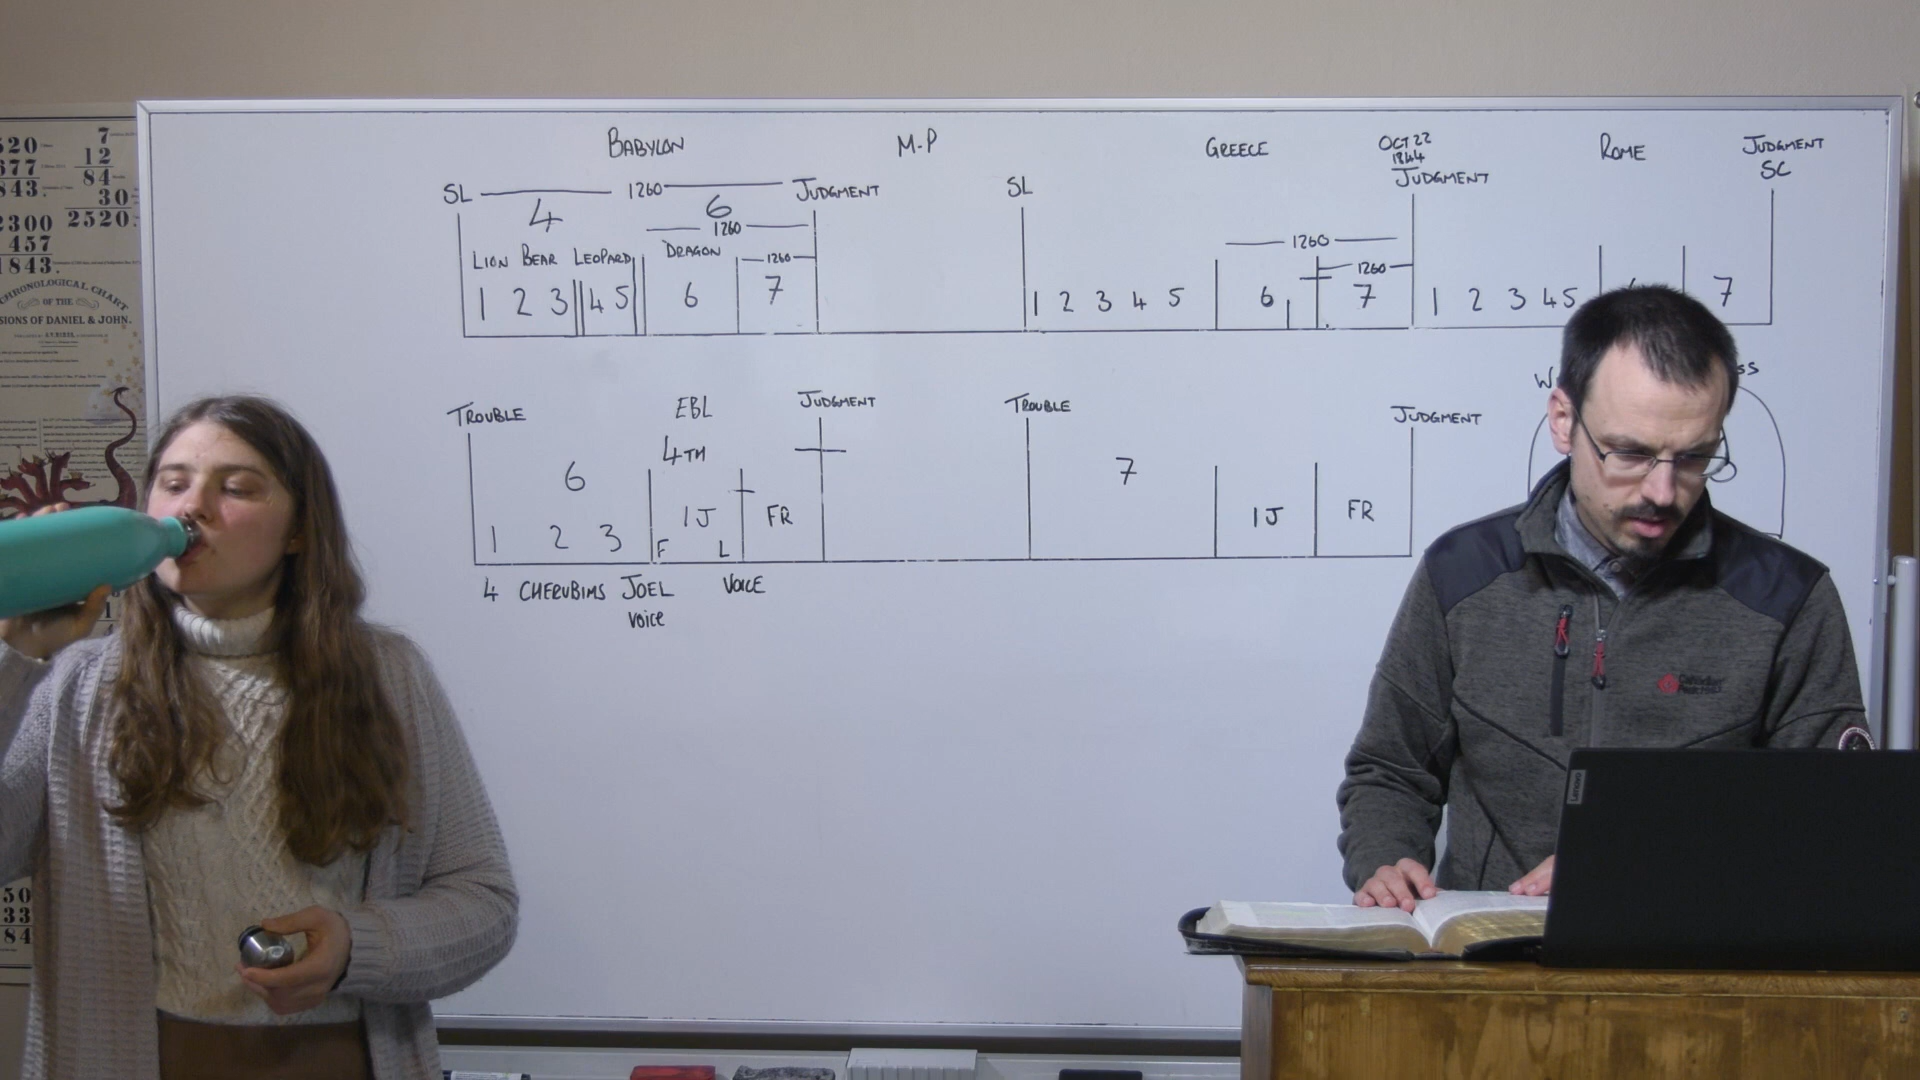 BABYLON M-P GREECE OCT 22 1844 JUDGMENT ROME JUDGMENT SC
SL 1260 JUDGMENT SL
4 6
1260 1260
LION BEAR LEOPARD DRAGON 1260 1260
1 2 3 4 5 6 7 1 2 3 4 5 6 7 1 2 3 4 5 7
TROUBLE EBL JUDGMENT TROUBLE JUDGMENT
4TH
6 7
1 2 3 1J FR 1J FR
F L
4 CHERUBIMS JOEL VOICE
VOICE
7
12
84
30
2520.
2300
457
1843.
CHRONOLOGICAL CHART
OF THE
SIONS OF DANIEL & JOHN.
50
33
84
Lenovo